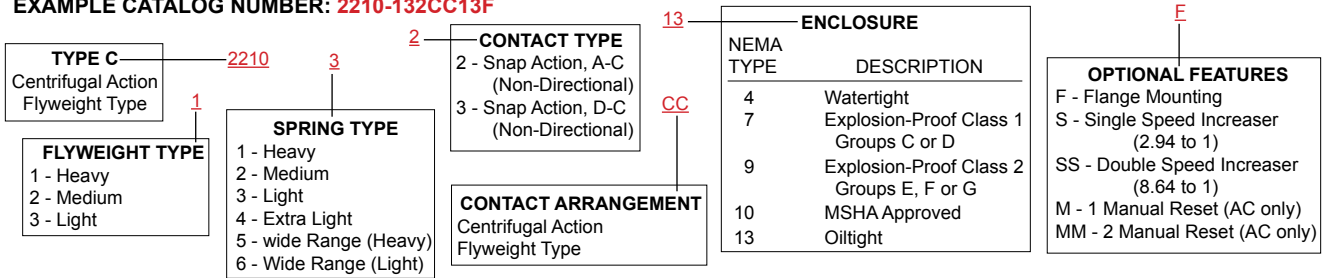 EXAMPLE CATALOG NUMBER: 2210-132CC13F
TYPE C
Centrifugal Action
Flyweight Type
2210
1
FLYWEIGHT TYPE
1 - Heavy
2 - Medium
3 - Light
3
SPRING TYPE
1 - Heavy
2 - Medium
3 - Light
4 - Extra Light
5 - wide Range (Heavy)
6 - Wide Range (Light)
2
CONTACT TYPE
2 - Snap Action, A-C
(Non-Directional)
3 - Snap Action, D-C
(Non-Directional)
CC
CONTACT ARRANGEMENT
Centrifugal Action
Flyweight Type
13
ENCLOSURE
NEMA
TYPE DESCRIPTION
4 Watertight
7 Explosion-Proof Class 1
Groups C or D
9 Explosion-Proof Class 2
Groups E, F or G
10 MSHA Approved
13 Oiltight
F
OPTIONAL FEATURES
F - Flange Mounting
S - Single Speed Increaser
(2.94 to 1)
SS - Double Speed Increaser
(8.64 to 1)
M - 1 Manual Reset (AC only)
MM - 2 Manual Reset (AC only)